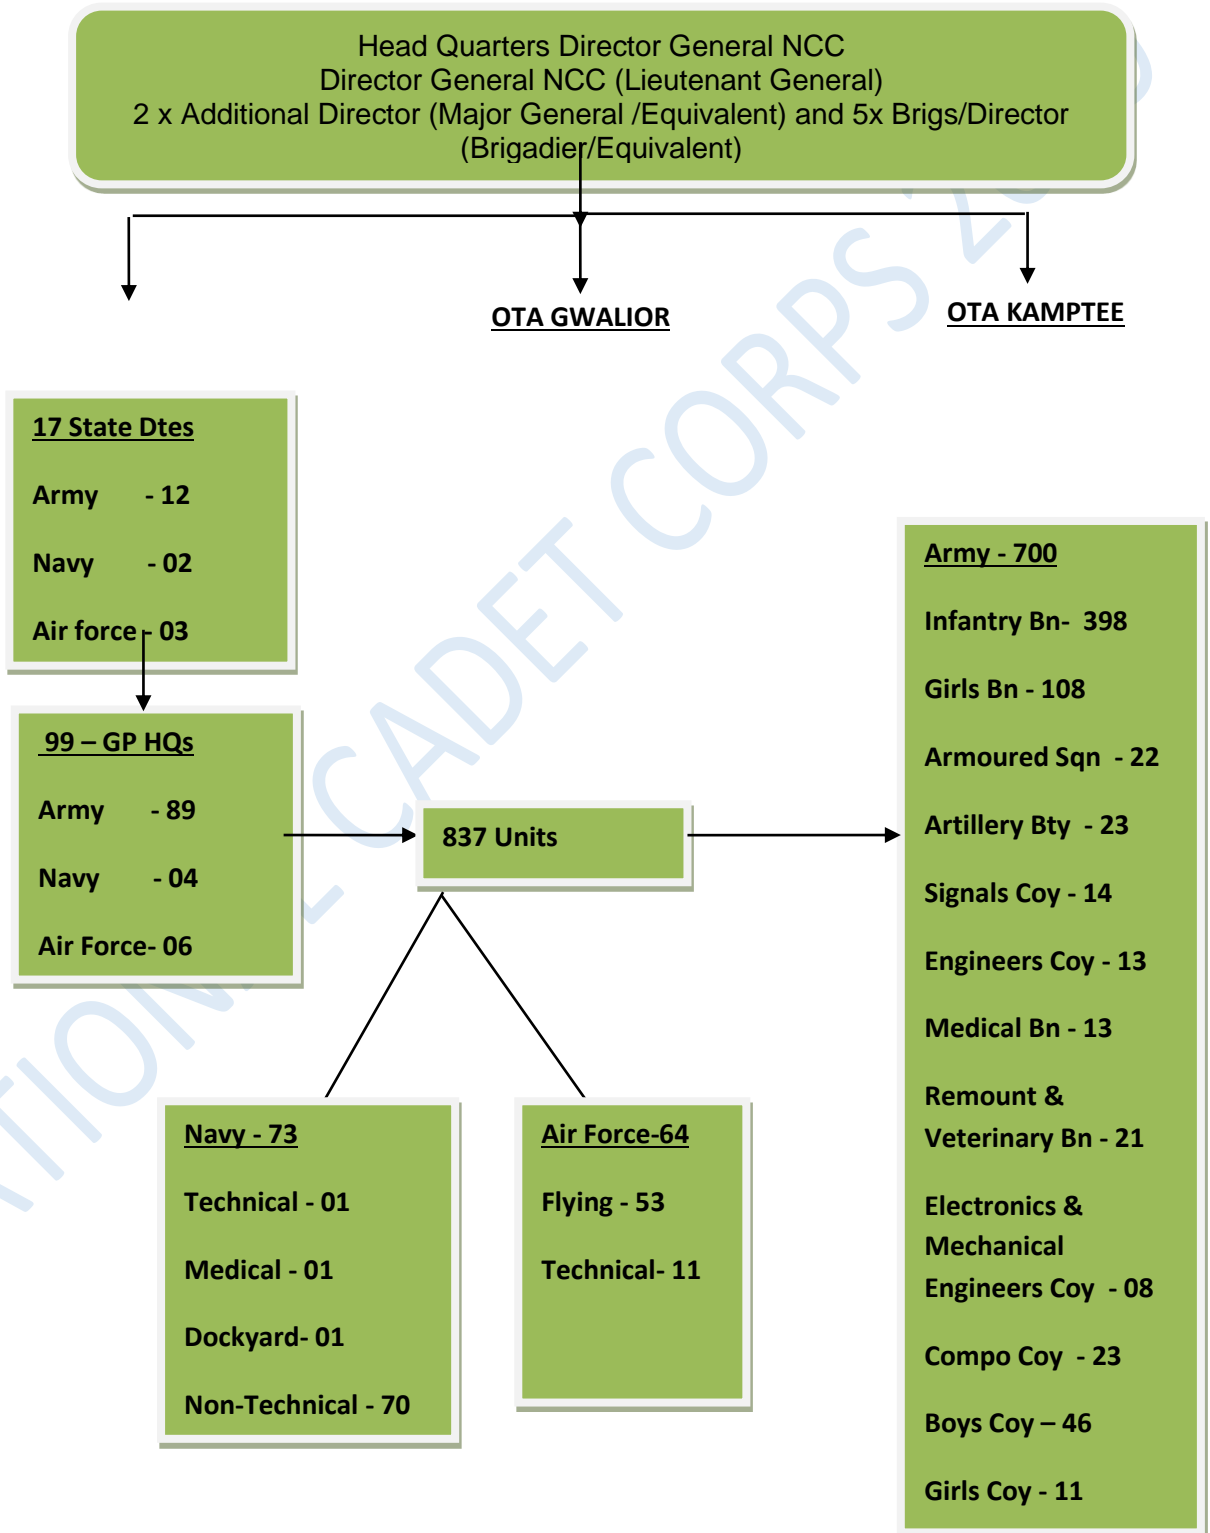 Head Quarters Director General NCC
Director General NCC (Lieutenant General)
2 x Additional Director (Major General /Equivalent) and 5x Brigs/Director
(Brigadier/Equivalent)
OTA GWALIOR
OTA KAMPTEE
17 State Dtes
Army - 12
Navy - 02
Air force - 03
99 – GP HQs
Army - 89
Navy - 04
Air Force- 06
837 Units
Army - 700
Infantry Bn- 398
Girls Bn - 108
Armoured Sqn - 22
Artillery Bty - 23
Signals Coy - 14
Engineers Coy - 13
Medical Bn - 13
Remount &
Veterinary Bn - 21
Electronics &
Mechanical
Engineers Coy - 08
Compo Coy - 23
Boys Coy – 46
Girls Coy - 11
Navy - 73
Technical - 01
Medical - 01
Dockyard- 01
Non-Technical - 70
Air Force-64
Flying - 53
Technical- 11
CADET CORPS